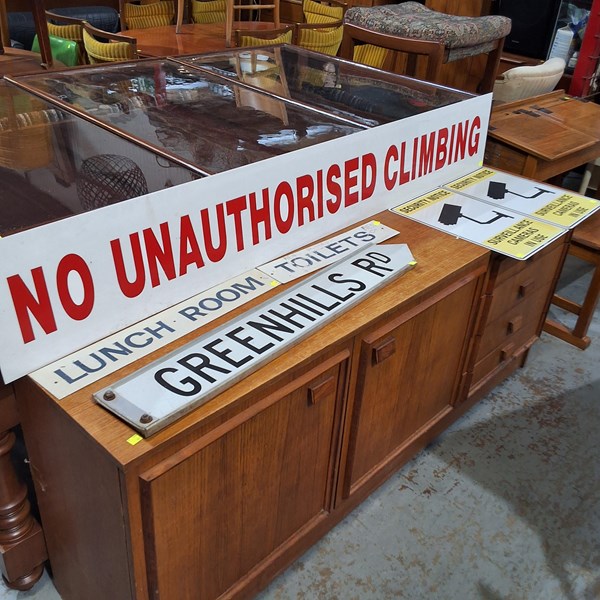 NO UNAUTHORISED CLIMBING
LUNCH ROOM
TOILETS
GREENHILLS RD
SECURITY NOTICE
SURVEILLANCE
CAMERAS IN USE
SECURITY NOTICE
SURVEILLANCE
CAMERAS IN USE